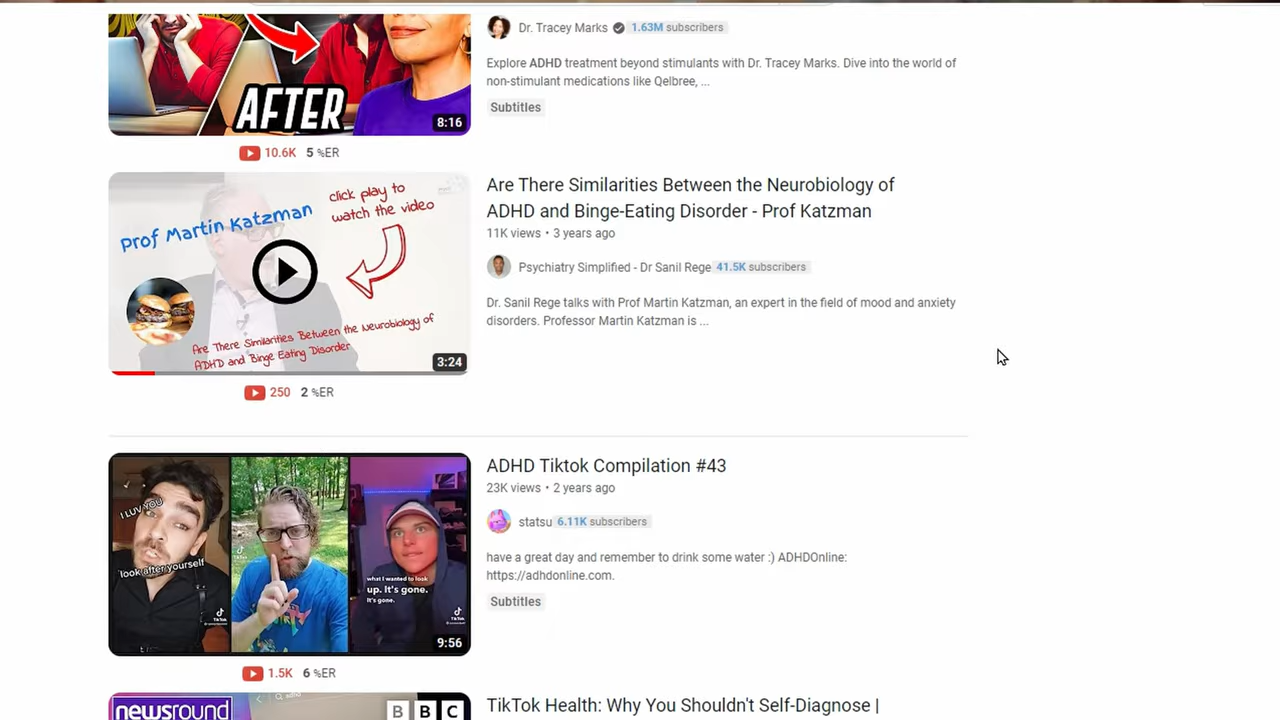 Dr. Tracey Marks 1.63M subscribers
Explore ADHD treatment beyond stimulants with Dr. Tracey Marks. Dive into the world of
non-stimulant medications like Qelbree, ...
Subtitles
AFTER
8:16
10.6K 5 %ER
Prof Martin Katzman
click play to
watch the video
Are There Similarities Between the Neurobiology of
ADHD and Binge Eating Disorder
3:24
250 2 %ER
Are There Similarities Between the Neurobiology of
ADHD and Binge-Eating Disorder - Prof Katzman
11K views • 3 years ago
Psychiatry Simplified - Dr Sanil Rege 41.5K subscribers
Dr. Sanil Rege talks with Prof Martin Katzman, an expert in the field of mood and anxiety
disorders. Professor Martin Katzman is ...
I LUV YOU
look after yourself
TikTok
what I wanted to look
up. It's gone.
It's gone.
TikTok
9:56
1.5K 6 %ER
ADHD Tiktok Compilation #43
23K views • 2 years ago
statsu 6.11K subscribers
have a great day and remember to drink some water :) ADHDOnline:
https://adhdonline.com.
Subtitles
newsround
adhd
BBC
TikTok Health: Why You Shouldn't Self-Diagnose |